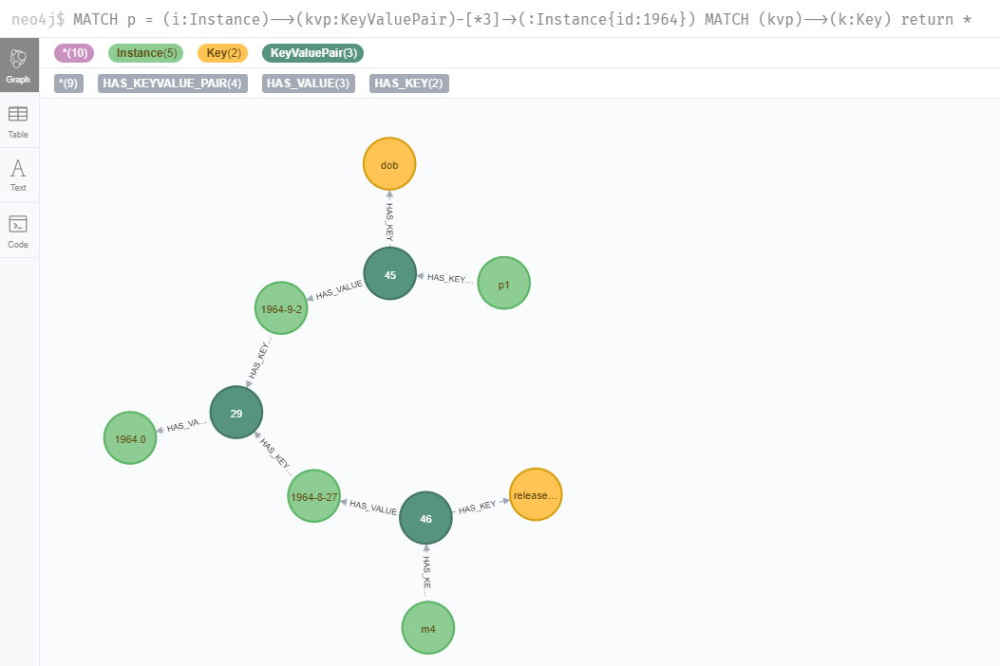 neo4j$ MATCH p = (i:Instance)-->(kvp:KeyValuePair)-[*3]->(:Instance{id:1964}) MATCH (kvp)-->(k:Key) return *
*(10) Instance(5) Key(2) KeyValuePair(3)
Graph
*(9) HAS_KEYVALUE_PAIR(4) HAS_VALUE(3) HAS_KEY(2)
Table
Text
Code
dob
HAS_KEY
45
HAS_KEY...
p1
HAS_VALUE
1964-9-2
HAS_KEY...
29
HAS_VA...
1964.0
HAS_KEY...
1964-8-27
HAS_VALUE
46
HAS_KEY
release...
HAS_KE...
m4